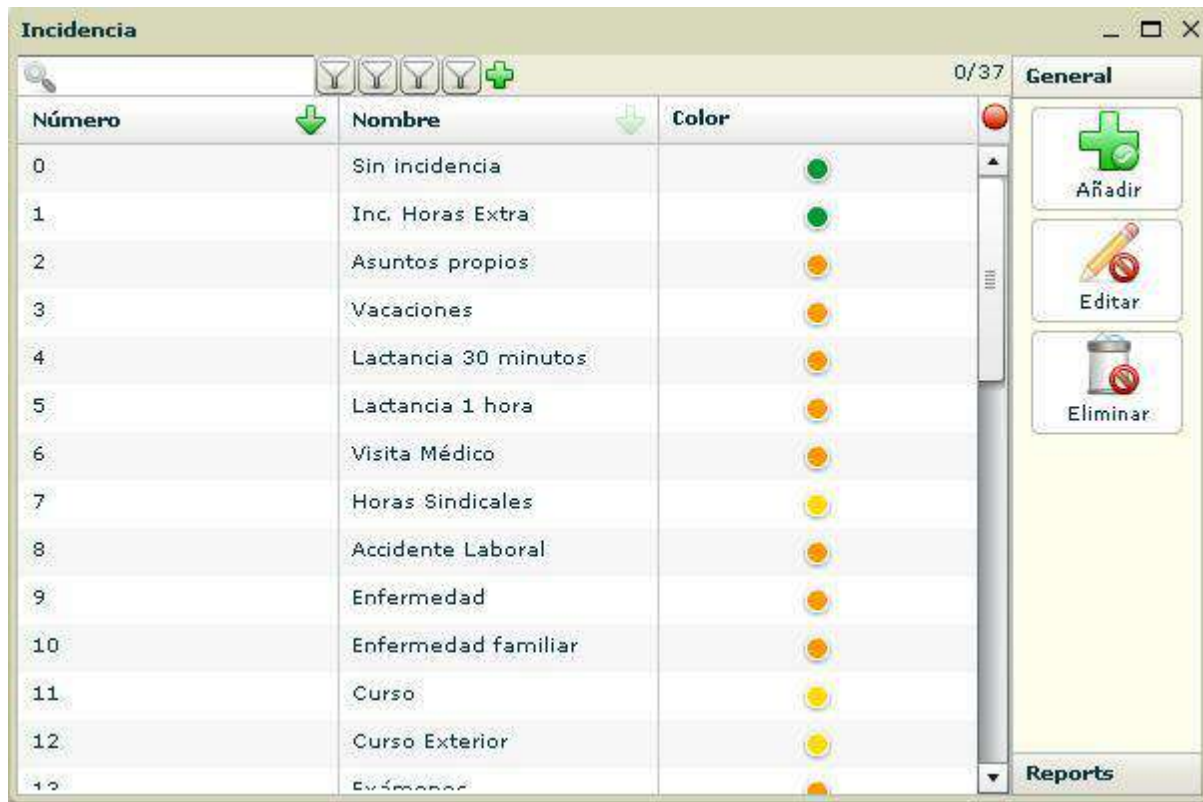 Incidencia
0/37
General
Número Nombre Color
0 Sin incidencia
1 Inc. Horas Extra
2 Asuntos propios
3 Vacaciones
4 Lactancia 30 minutos
5 Lactancia 1 hora
6 Visita Médico
7 Horas Sindicales
8 Accidente Laboral
9 Enfermedad
10 Enfermedad familiar
11 Curso
12 Curso Exterior
13 Exámenes
Añadir
Editar
Eliminar
Reports